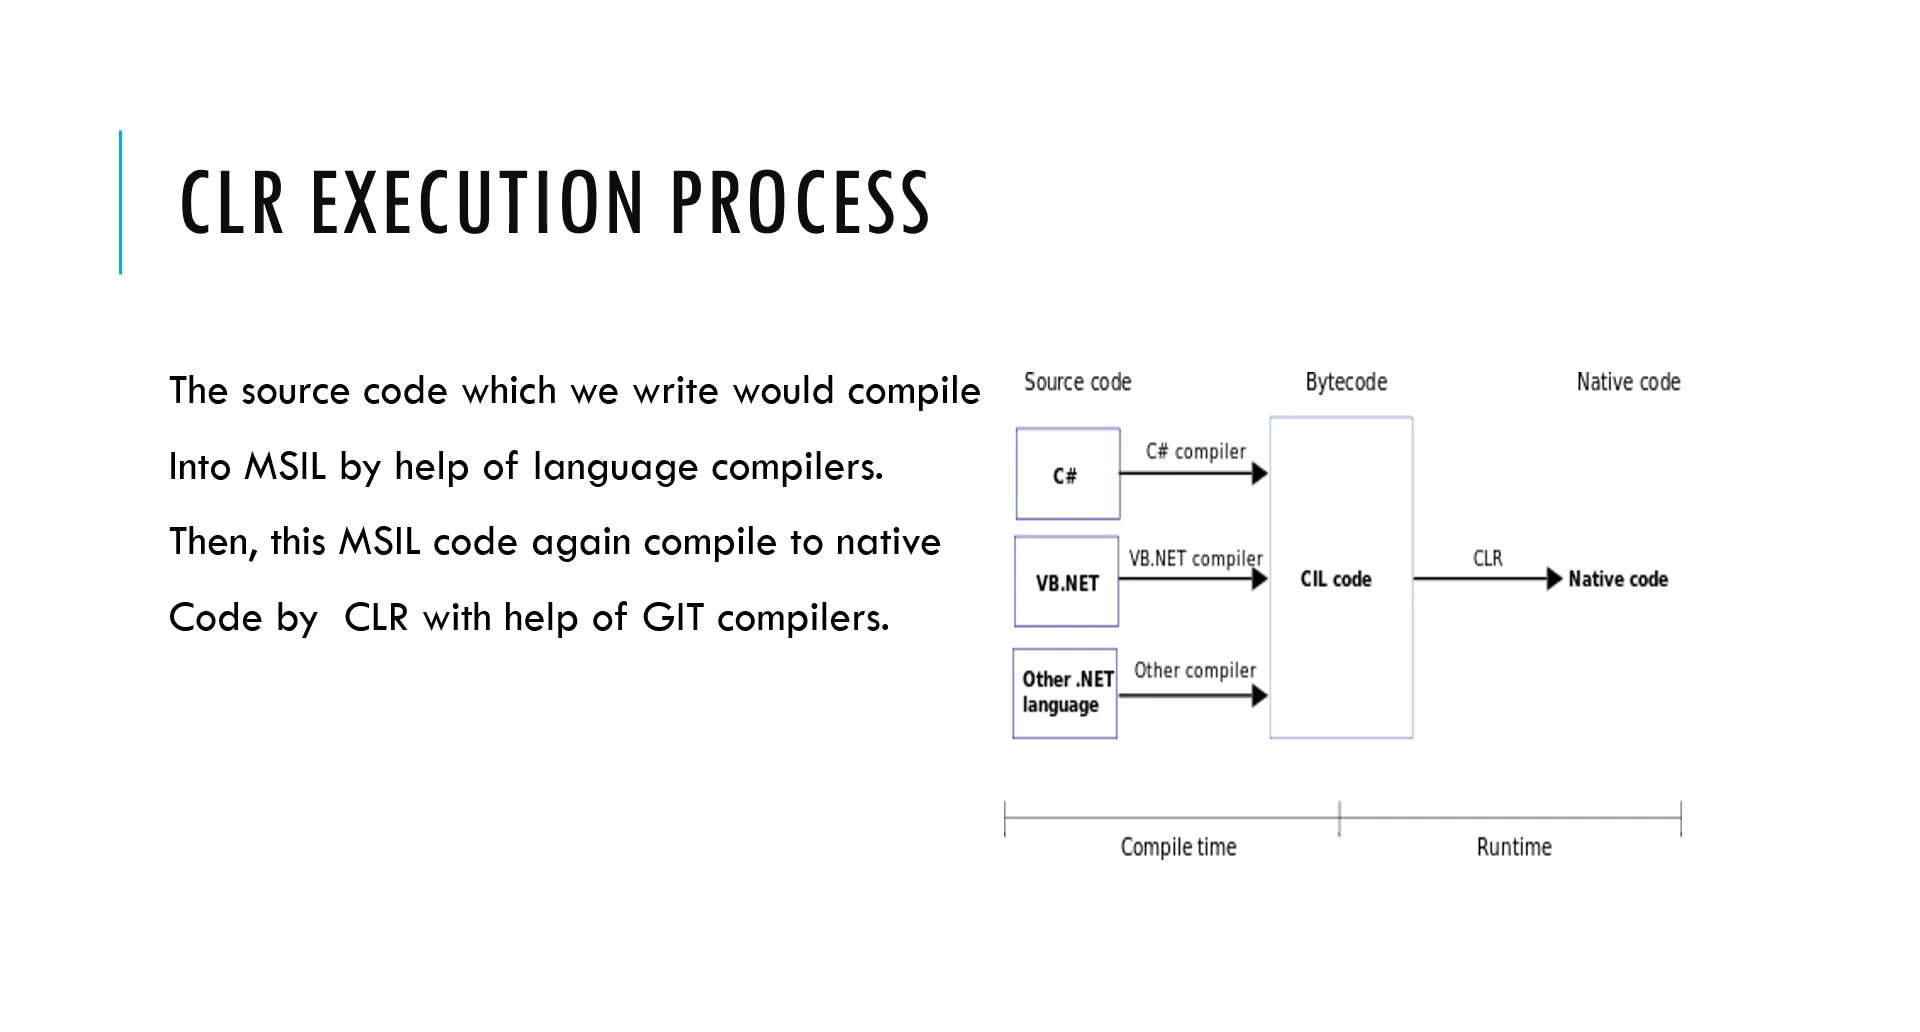 CLR EXECUTION PROCESS
The source code which we write would compile
Into MSIL by help of language compilers.
Then, this MSIL code again compile to native
Code by  CLR with help of GIT compilers.
Source code
Bytecode
Native code
C#
C# compiler
VB.NET
VB.NET compiler
Other .NET
language
Other compiler
CIL code
CLR
Native code
Compile time
Runtime